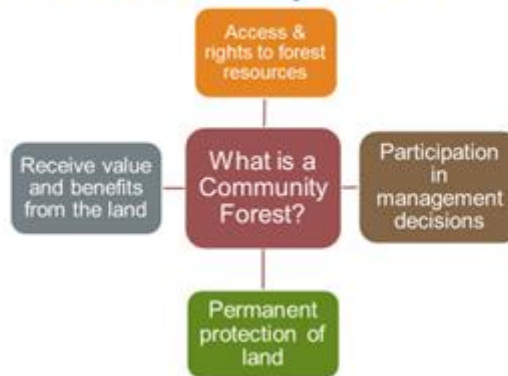 Access &
rights to forest
resources
Receive value
and benefits
from the land
What is a
Community
Forest?
Participation
in
management
decisions
Permanent
protection of
land